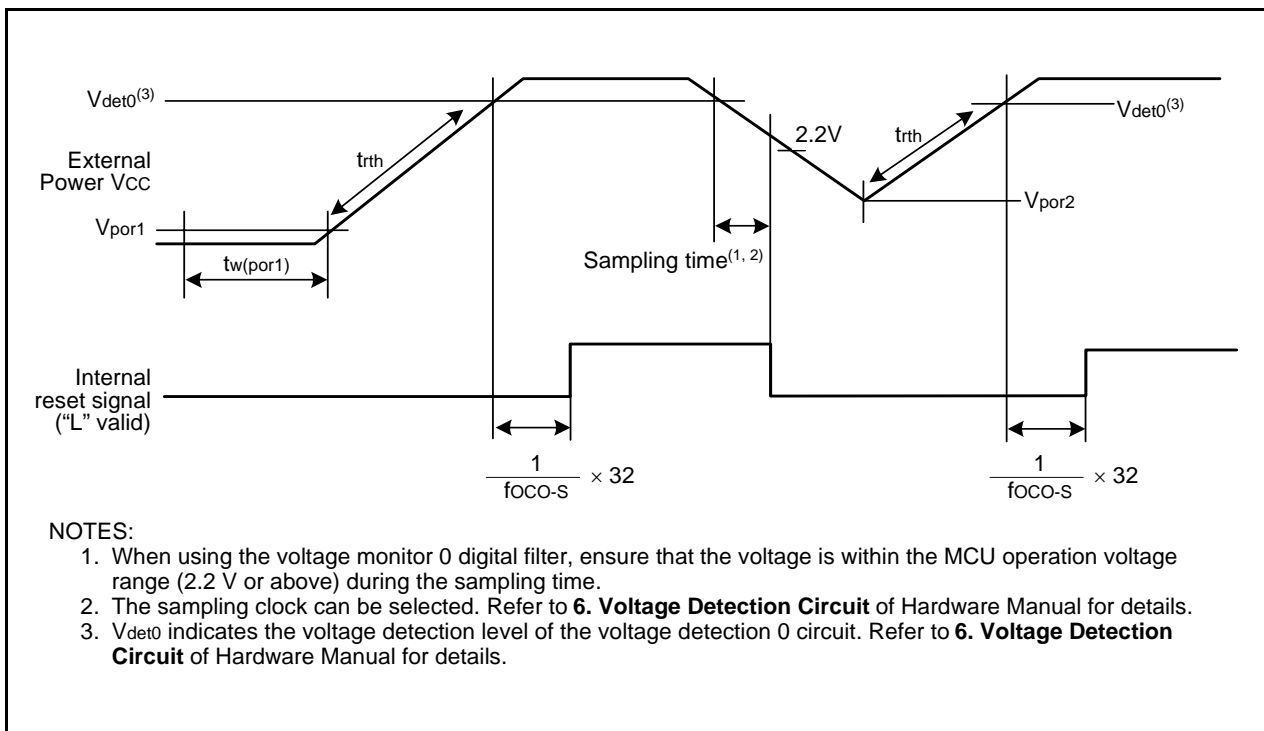 Vdet0(3)
External
Power VCC
Vpor1
tw(por1)
trth
Sampling time(1, 2)
2.2V
trth
Vdet0(3)
Vpor2
Internal
reset signal
(“L” valid)
1
fOCO-S
× 32
1
fOCO-S
× 32
NOTES:
1. When using the voltage monitor 0 digital filter, ensure that the voltage is within the MCU operation voltage
range (2.2 V or above) during the sampling time.
2. The sampling clock can be selected. Refer to 6. Voltage Detection Circuit of Hardware Manual for details.
3. Vdet0 indicates the voltage detection level of the voltage detection 0 circuit. Refer to 6. Voltage Detection
Circuit of Hardware Manual for details.